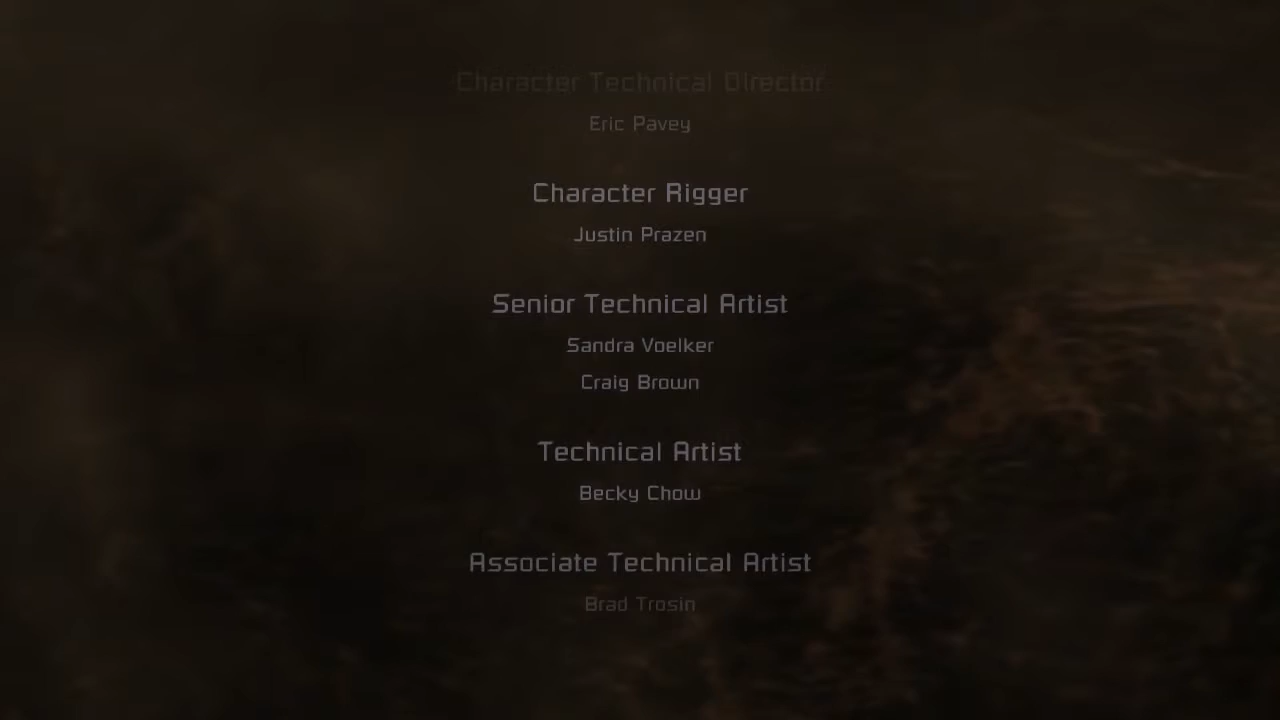 Character Technical Director
Eric Pavey
Character Rigger
Justin Prazen
Senior Technical Artist
Sandra Voelker
Craig Brown
Technical Artist
Becky Chow
Associate Technical Artist
Brad Trosin